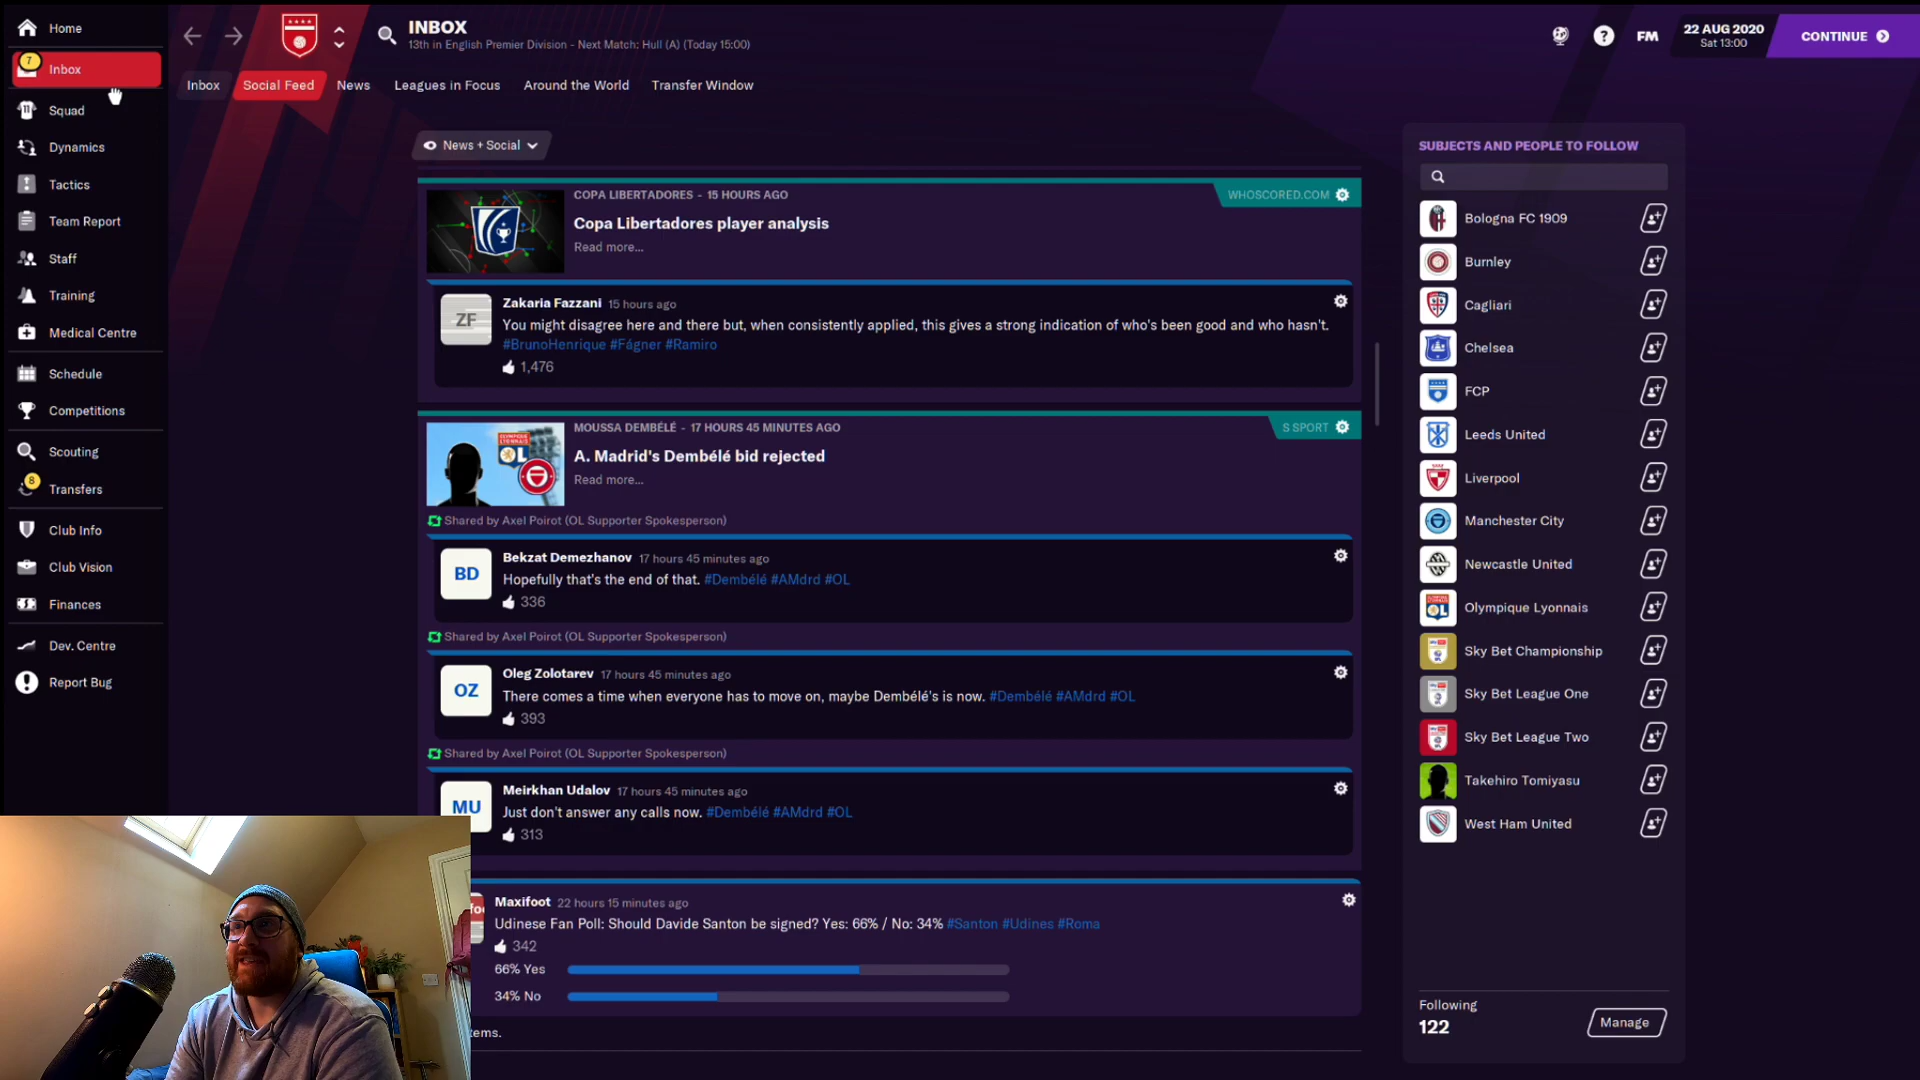 Home
7
Inbox
Squad
Dynamics
Tactics
Team Report
Staff
Training
Medical Centre
Schedule
Competitions
Scouting
8
Transfers
Club Info
Club Vision
Finances
Dev. Centre
Report Bug
INBOX
13th in English Premier Division - Next Match: Hull (A) (Today 15:00)
?
FM
22 AUG 2020
Sat 13:00
CONTINUE
Inbox
Social Feed
News
Leagues in Focus
Around the World
Transfer Window
News + Social
COPA LIBERTADORES - 15 HOURS AGO
WHOSCORED.COM
Copa Libertadores player analysis
Read more...
ZF
Zakaria Fazzani 15 hours ago
You might disagree here and there but, when consistently applied, this gives a strong indication of who's been good and who hasn't.
#BrunoHenrique #Fágner #Ramiro
1,476
MOUSSA DEMBÉLÉ - 17 HOURS 45 MINUTES AGO
S SPORT
OLYMPIQUE LYONNAIS
OL
A. Madrid's Dembélé bid rejected
Read more...
Shared by Axel Poirot (OL Supporter Spokesperson)
BD
Bekzat Demezhanov 17 hours 45 minutes ago
Hopefully that's the end of that. #Dembélé #AMdrd #OL
336
Shared by Axel Poirot (OL Supporter Spokesperson)
OZ
Oleg Zolotarev 17 hours 45 minutes ago
There comes a time when everyone has to move on, maybe Dembélé's is now. #Dembélé #AMdrd #OL
393
Shared by Axel Poirot (OL Supporter Spokesperson)
MU
Meirkhan Udalov 17 hours 45 minutes ago
Just don't answer any calls now. #Dembélé #AMdrd #OL
313
Maxifoot 22 hours 15 minutes ago
Udinese Fan Poll: Should Davide Santon be signed? Yes: 66% / No: 34% #Santon #Udines #Roma
342
66% Yes
34% No
tems.
SUBJECTS AND PEOPLE TO FOLLOW
Bologna FC 1909
Burnley
Cagliari
Chelsea
FCP
Leeds United
Liverpool
Manchester City
Newcastle United
Olympique Lyonnais
Sky Bet Championship
Sky Bet League One
Sky Bet League Two
Takehiro Tomiyasu
West Ham United
Following
122
Manage